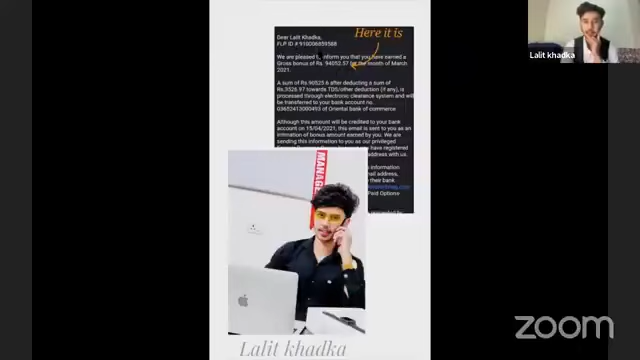 Here it is
Dear Lalit Khadka,
FLP ID # 910006859588
We are pleased to inform you that you have earned a
Gross bonus of Rs. 94052.57 for the month of March
2021.
A sum of Rs.90525.6 after deducting a sum of
Rs.3526.97 towards TDS/other deduction (if any), is
processed through electronic clearance system and will
be transferred to your bank account no.
03652413000493 of Oriental bank of commerce
Although this amount will be credited to your bank
account on 15/04/2021, this email is sent to you as an
intimation of bonus amount earned by you. We are
sending this information to you as our privileged
have registered
address with us.
information
mail address,
their bank
Paid Options
MANAG
Lalit khadka
Lalit khadka
zoom